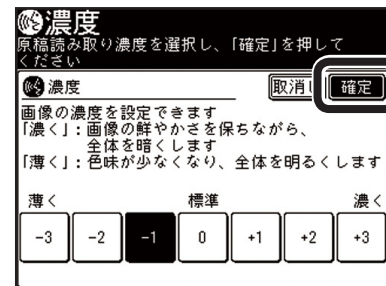 濃度
原稿読み取り濃度を選択し、「確定」を押して
ください
濃度
取消し 確定
画像の濃度を設定できます
「濃く」：画像の鮮やかさを保ちながら、
全体を暗くします
「薄く」：色味が少なくなり、全体を明るくします
薄く 標準 濃く
-3 -2 -1 0 +1 +2 +3